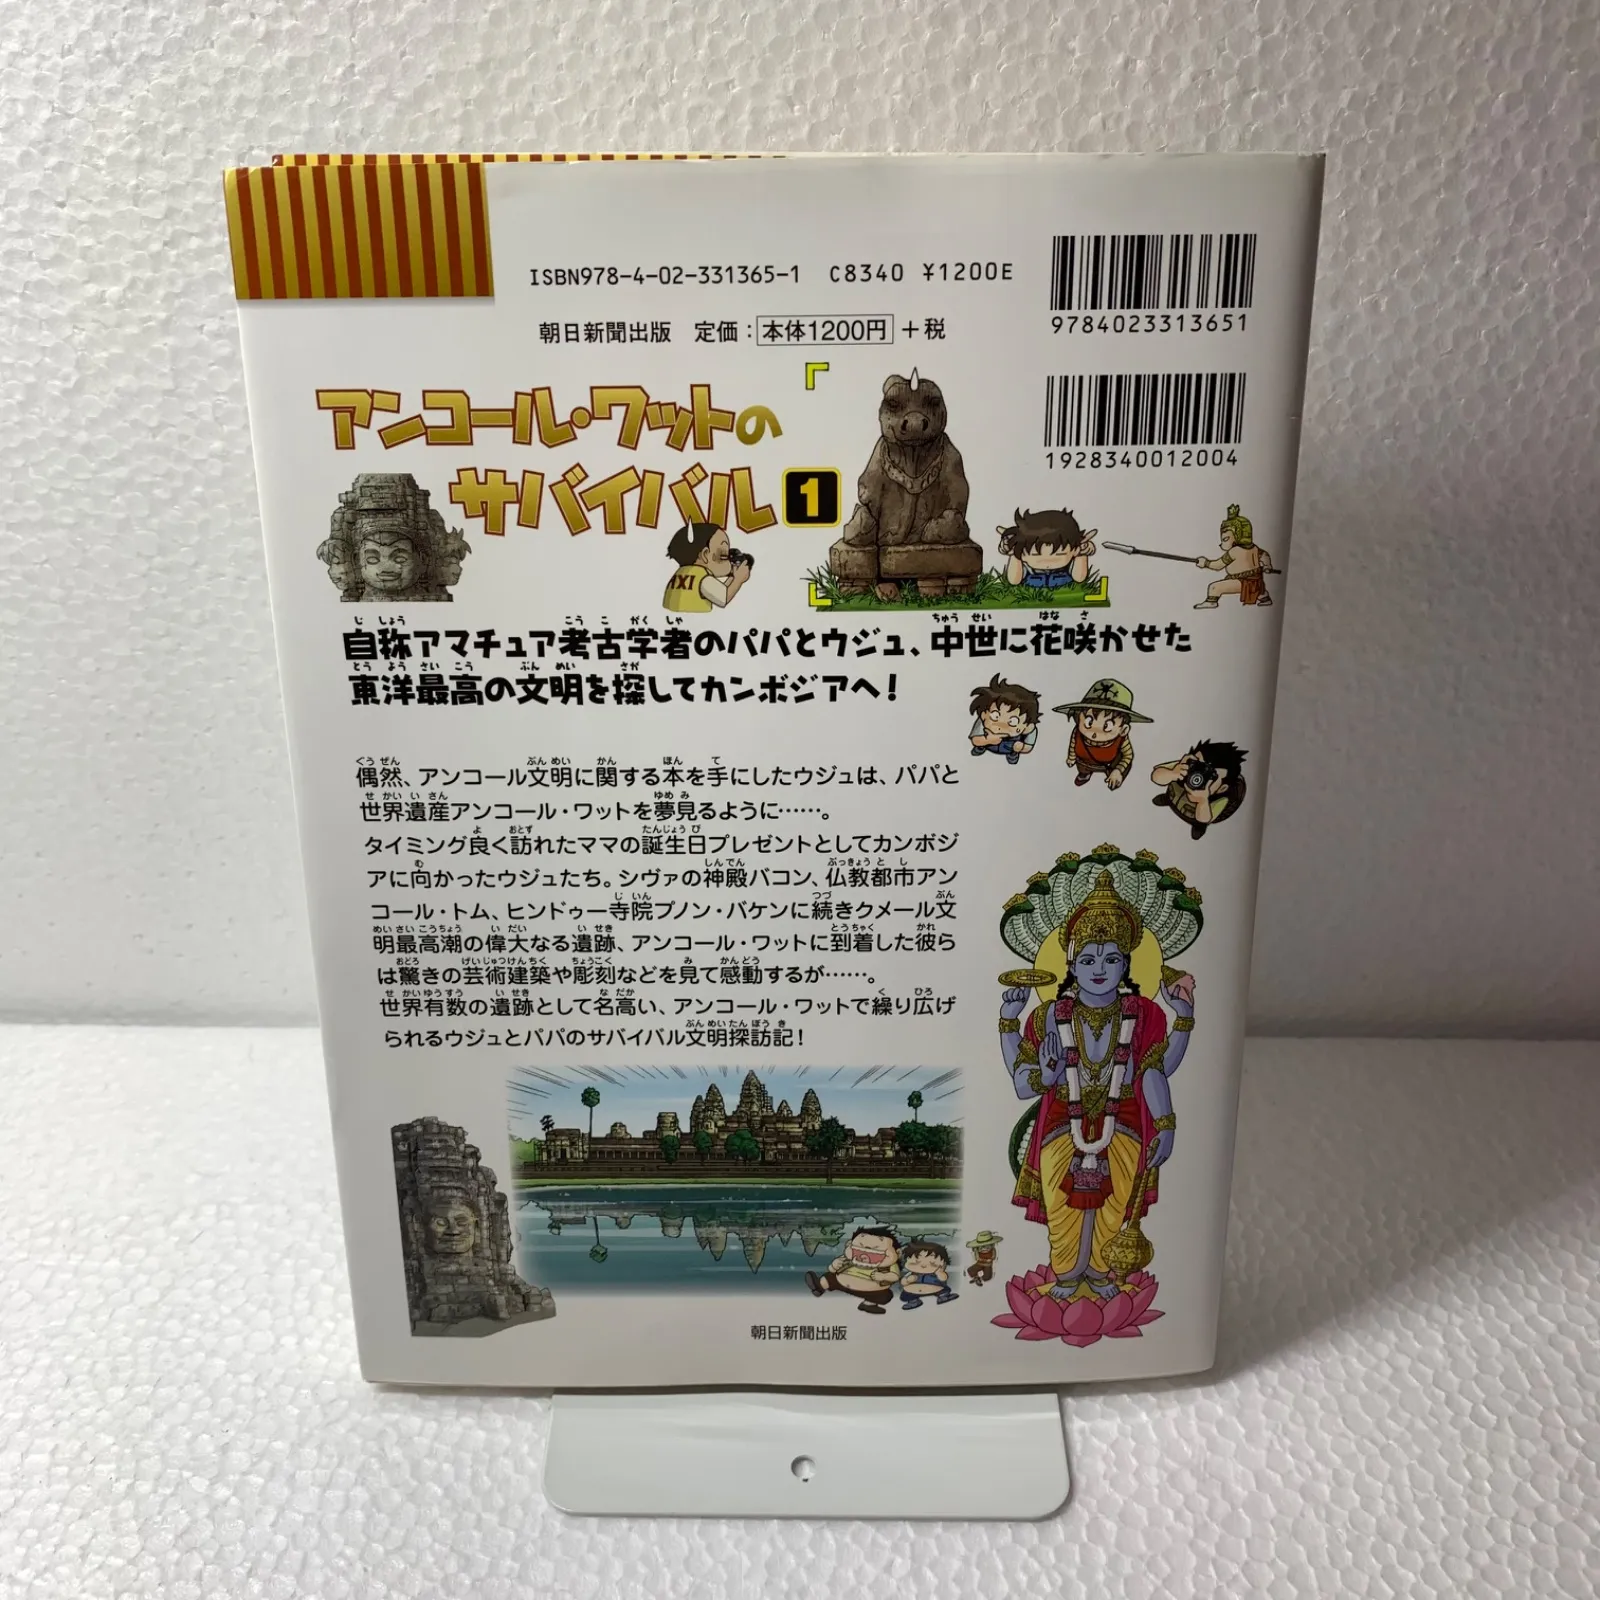 ISBN978-4-02-331365-1 C8340 ¥1200E
9784023313651
朝日新聞出版 定価：本体1200円＋税
1928340012004
アンコール・ワットの
サバイバル1
HXI
自称アマチュア考古学者のパパとウジュ、中世に花咲かせた
東洋最高の文明を探してカンボジアへ！
偶然、アンコール文明に関する本を手にしたウジュは、パパと
世界遺産アンコール・ワットを夢見るように……。
タイミング良く訪れたママの誕生日プレゼントとしてカンボジ
アに向かったウジュたち。シヴァの神殿バコン、仏教都市アン
コール・トム、ヒンドゥー寺院プノン・バケンに続きクメール文
明最高潮の偉大なる遺跡、アンコール・ワットに到着した彼ら
は驚きの芸術建築や彫刻などを見て感動するが……。
世界有数の遺跡として名高い、アンコール・ワットで繰り広げ
られるウジュとパパのサバイバル文明探訪記！
朝日新聞出版